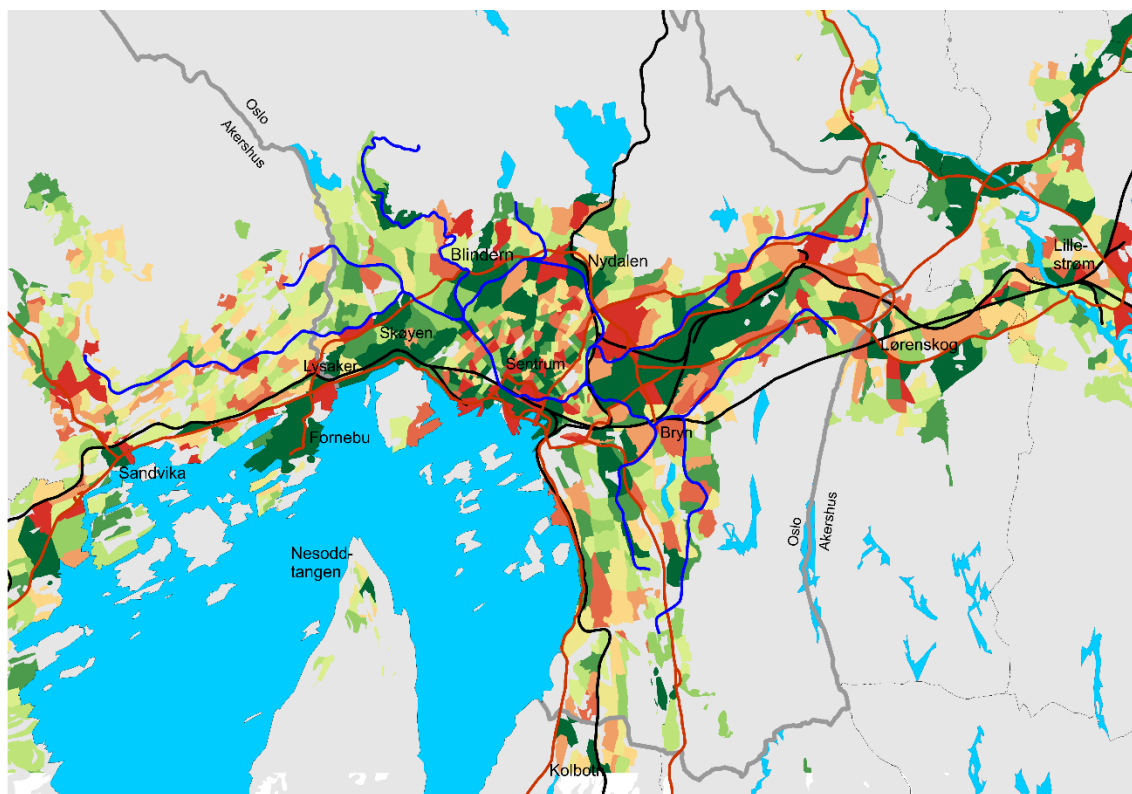 Oslo
Akershus
Blindern
Nydalen
Lille-
strøm
Skøyen
Lysaker
Sentrum
Lørenskog
Fornebu
Bryn
Sandvika
Nesodd-
tangen
Oslo
Akershus
Kolbotn